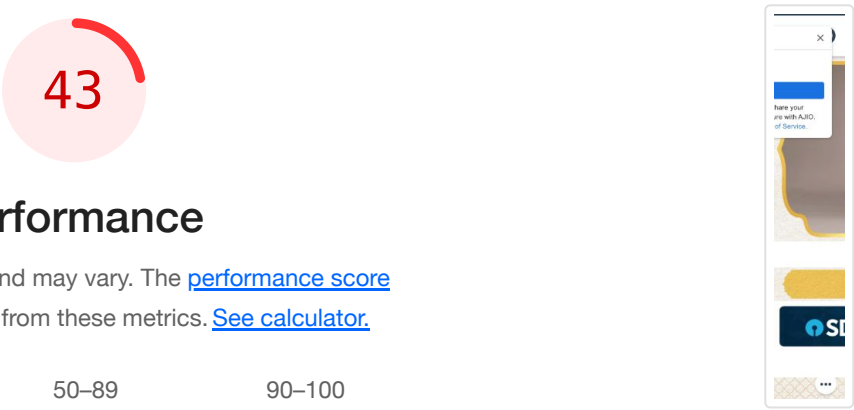 43
rformance
nd may vary. The performance score
from these metrics. See calculator.
50–89
90–100
×
hare your
re with AJIO.
of Service.